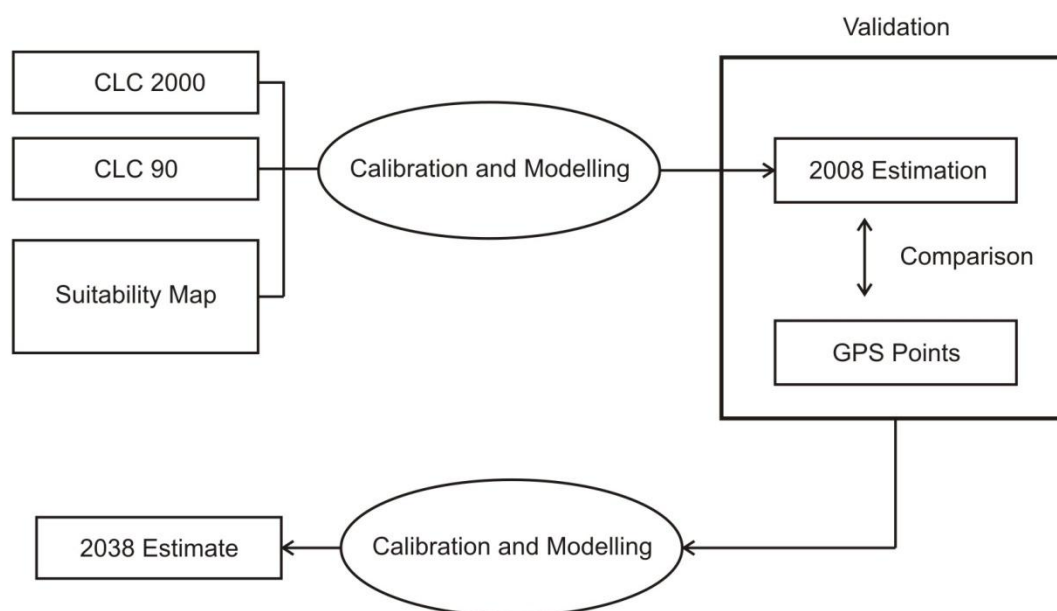 Validation
CLC 2000
CLC 90
Suitability Map
Calibration and Modelling
2008 Estimation
Comparison
GPS Points
2038 Estimate
Calibration and Modelling